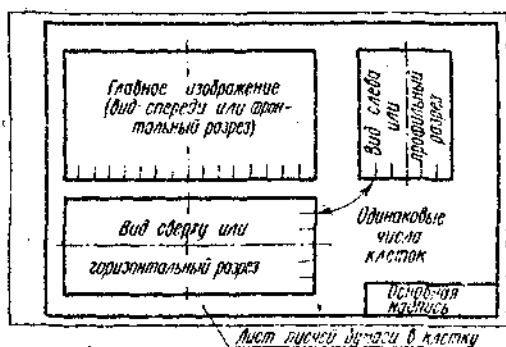 Главное изображение
(вид спереди или фрон-
тальный разрез)
Вид слева
или
профильный
разрез
Вид сверху или
горизонтальный разрез
Одинаковые
числа
клеток
Основная
надпись
Лист писчей бумаги в клетку